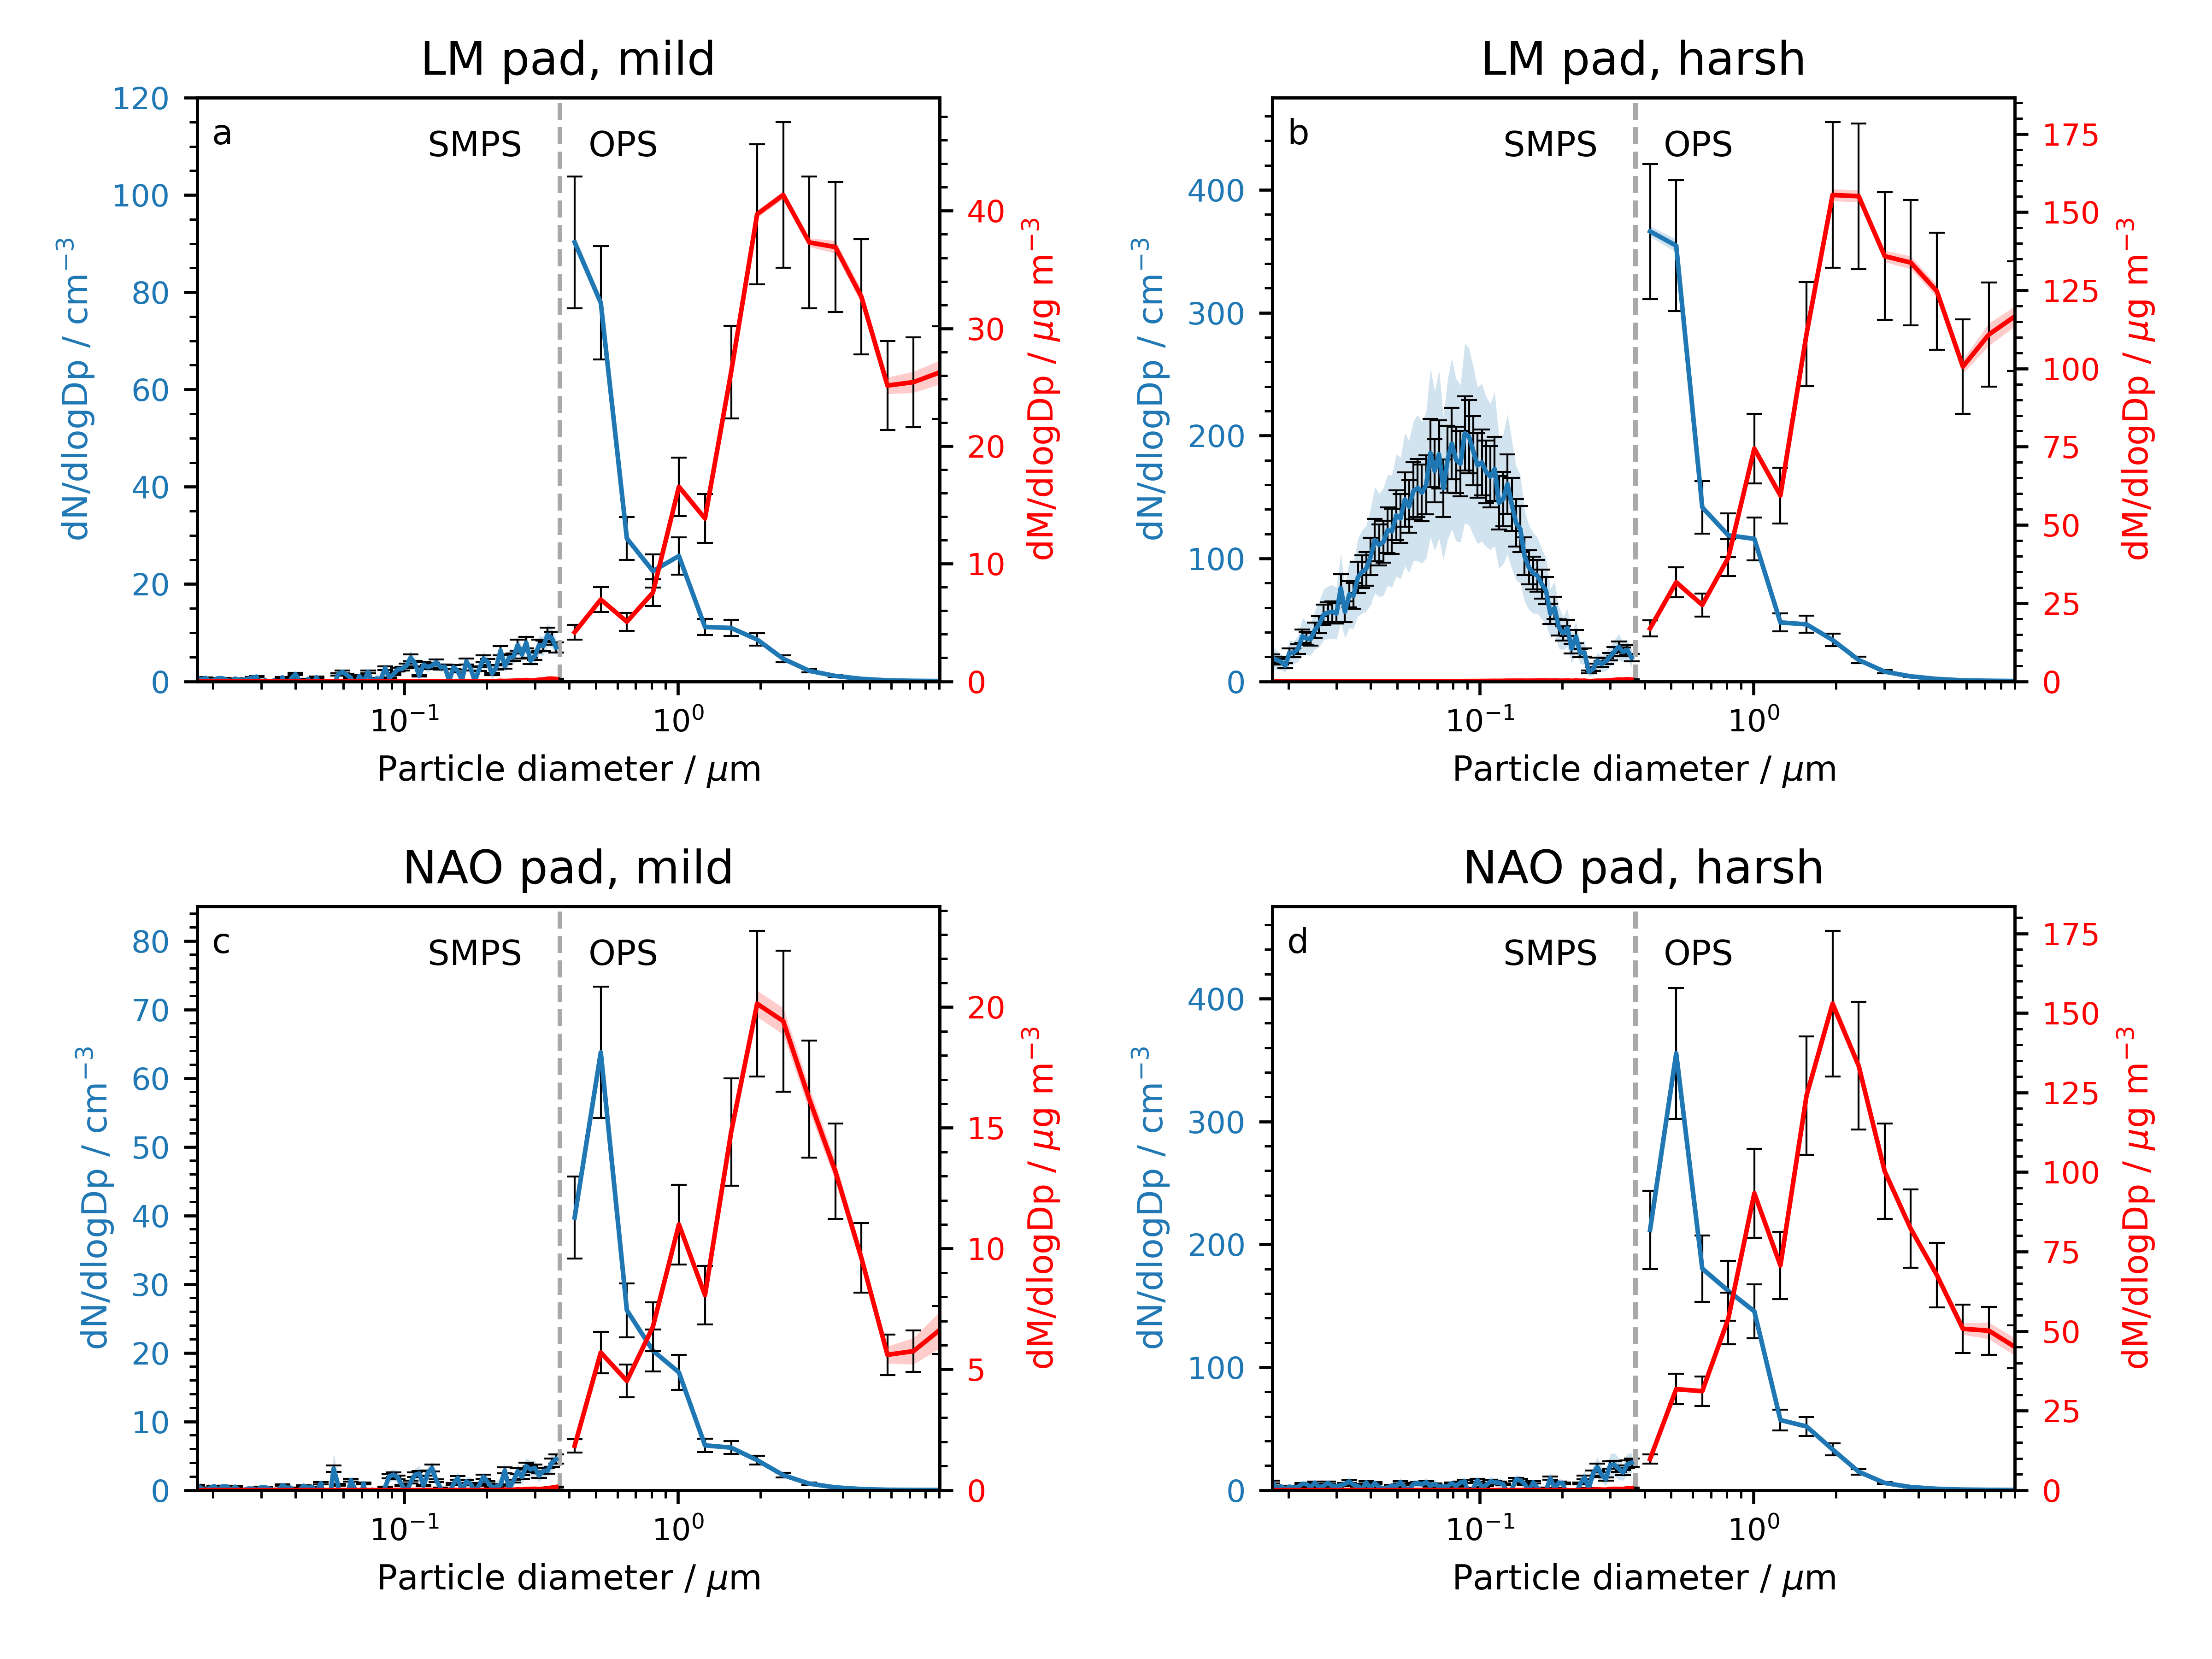 LM pad, mild
a
SMPS
OPS
dN/dlogDp / cm⁻³
120
100
80
60
40
20
0
40
30
20
10
0
dM/dlogDp / μg m⁻³
10⁻¹
10⁰
Particle diameter / μm
LM pad, harsh
b
SMPS
OPS
dN/dlogDp / cm⁻³
400
300
200
100
0
175
150
125
100
75
50
25
0
dM/dlogDp / μg m⁻³
10⁻¹
10⁰
Particle diameter / μm
NAO pad, mild
c
SMPS
OPS
dN/dlogDp / cm⁻³
80
70
60
50
40
30
20
10
0
20
15
10
5
0
dM/dlogDp / μg m⁻³
10⁻¹
10⁰
Particle diameter / μm
NAO pad, harsh
d
SMPS
OPS
dN/dlogDp / cm⁻³
400
300
200
100
0
175
150
125
100
75
50
25
0
dM/dlogDp / μg m⁻³
10⁻¹
10⁰
Particle diameter / μm